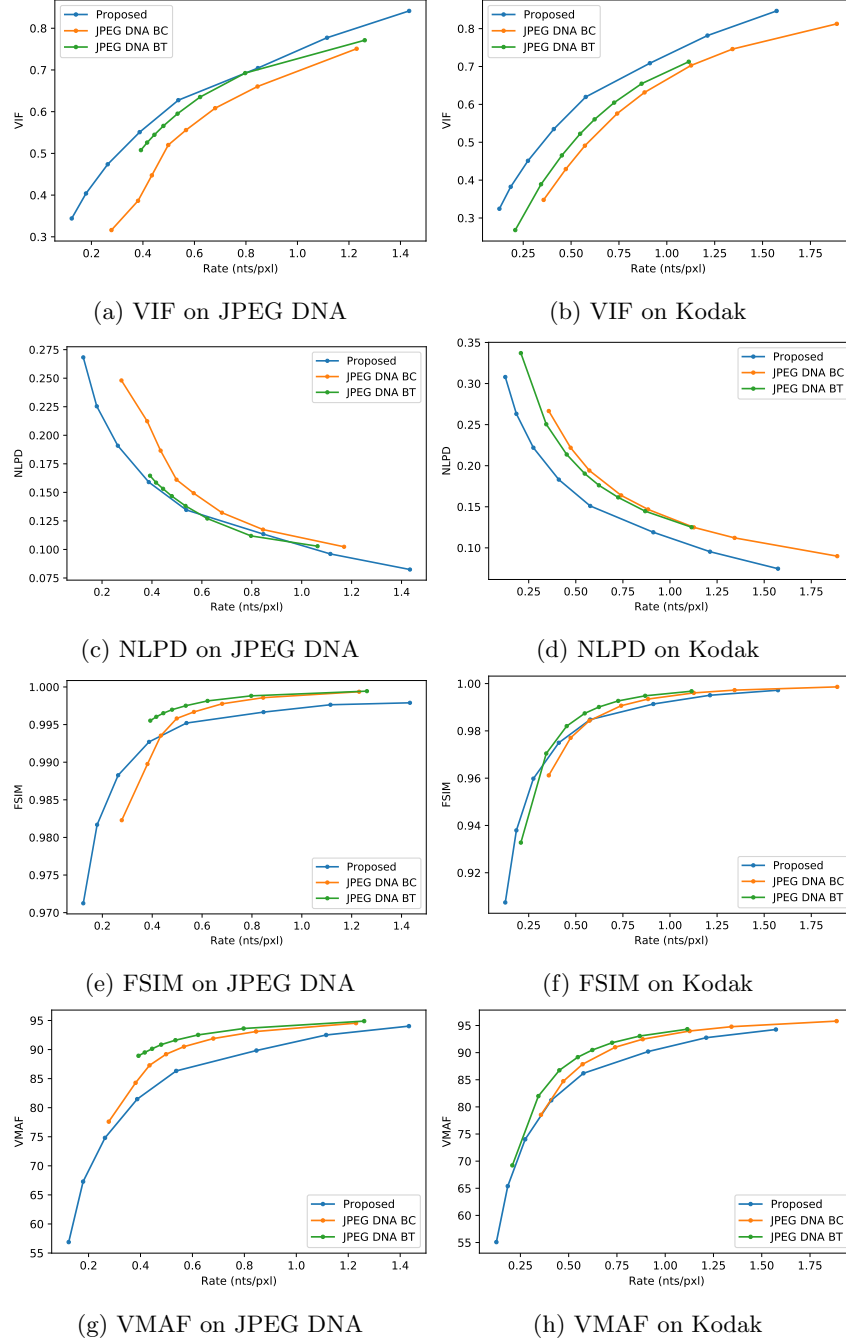 0.8
0.7
0.6
0.5
0.4
0.3
VIF
Proposed
JPEG DNA BC
JPEG DNA BT
0.2 0.4 0.6 0.8 1.0 1.2 1.4
Rate (nts/pxl)
(a) VIF on JPEG DNA
0.8
0.7
0.6
0.5
0.4
0.3
VIF
Proposed
JPEG DNA BC
JPEG DNA BT
0.25 0.50 0.75 1.00 1.25 1.50 1.75
Rate (nts/pxl)
(b) VIF on Kodak
0.275
0.250
0.225
0.200
0.175
0.150
0.125
0.100
0.075
NLPD
Proposed
JPEG DNA BC
JPEG DNA BT
0.2 0.4 0.6 0.8 1.0 1.2 1.4
Rate (nts/pxl)
(c) NLPD on JPEG DNA
0.35
0.30
0.25
0.20
0.15
0.10
NLPD
Proposed
JPEG DNA BC
JPEG DNA BT
0.25 0.50 0.75 1.00 1.25 1.50 1.75
Rate (nts/pxl)
(d) NLPD on Kodak
1.000
0.995
0.990
0.985
0.980
0.975
0.970
FSIM
Proposed
JPEG DNA BC
JPEG DNA BT
0.2 0.4 0.6 0.8 1.0 1.2 1.4
Rate (nts/pxl)
(e) FSIM on JPEG DNA
1.00
0.98
0.96
0.94
0.92
FSIM
Proposed
JPEG DNA BC
JPEG DNA BT
0.25 0.50 0.75 1.00 1.25 1.50 1.75
Rate (nts/pxl)
(f) FSIM on Kodak
95
90
85
80
75
70
65
60
55
VMAF
Proposed
JPEG DNA BC
JPEG DNA BT
0.2 0.4 0.6 0.8 1.0 1.2 1.4
Rate (nts/pxl)
(g) VMAF on JPEG DNA
95
90
85
80
75
70
65
60
55
VMAF
Proposed
JPEG DNA BC
JPEG DNA BT
0.25 0.50 0.75 1.00 1.25 1.50 1.75
Rate (nts/pxl)
(h) VMAF on Kodak